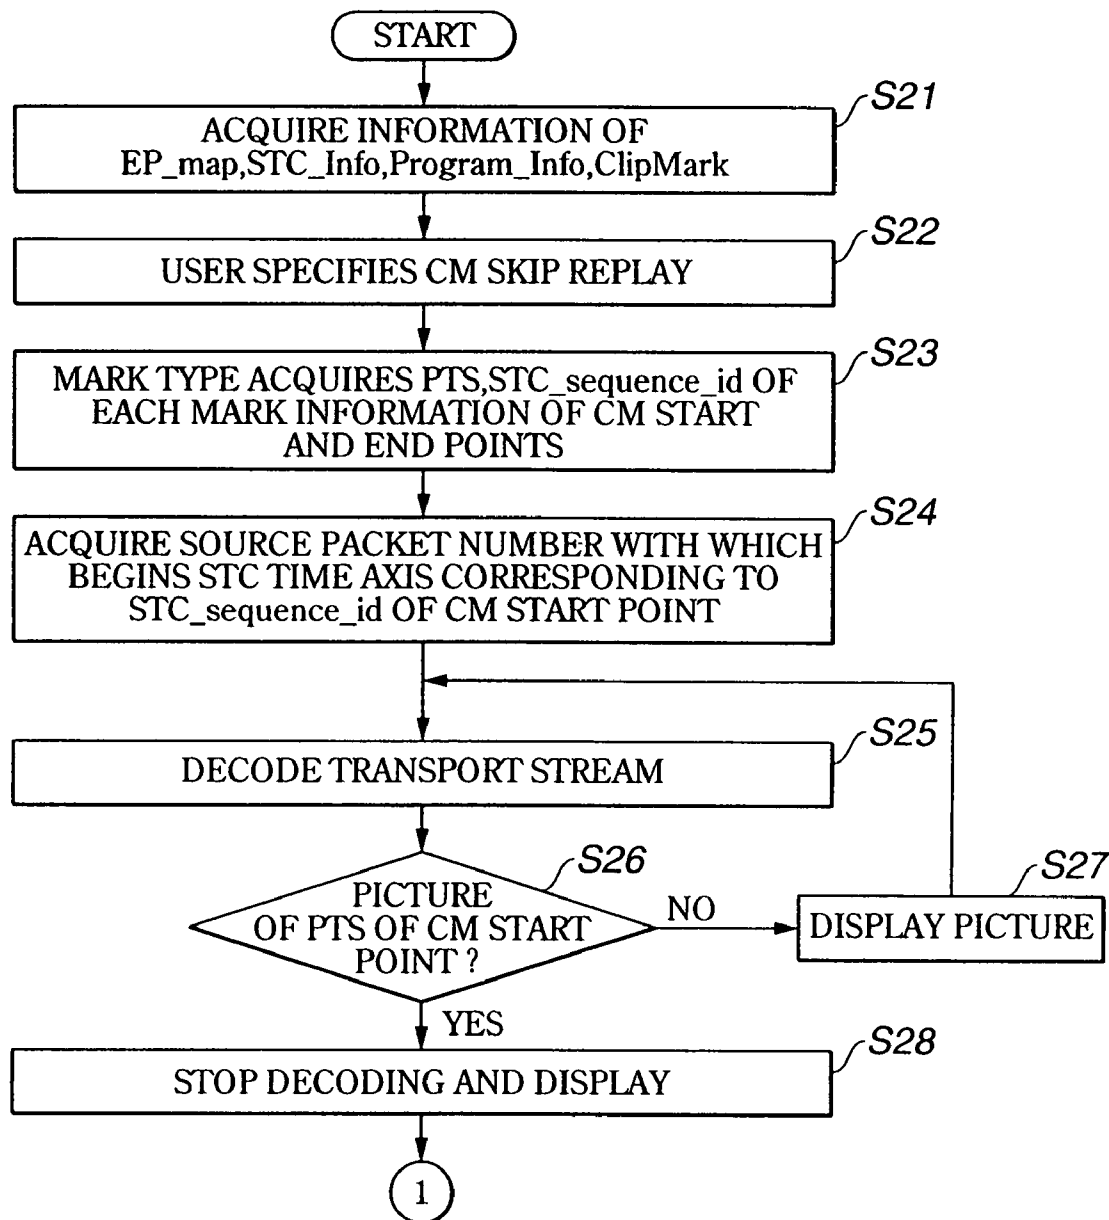 START
S21
ACQUIRE INFORMATION OF
EP_map,STC_Info,Program_Info,ClipMark
S22
USER SPECIFIES CM SKIP REPLAY
S23
MARK TYPE ACQUIRES PTS,STC_sequence_id OF
EACH MARK INFORMATION OF CM START
AND END POINTS
S24
ACQUIRE SOURCE PACKET NUMBER WITH WHICH
BEGINS STC TIME AXIS CORRESPONDING TO
STC_sequence_id OF CM START POINT
S25
DECODE TRANSPORT STREAM
S26
PICTURE
OF PTS OF CM START
POINT ?
NO
S27
DISPLAY PICTURE
YES
S28
STOP DECODING AND DISPLAY
1